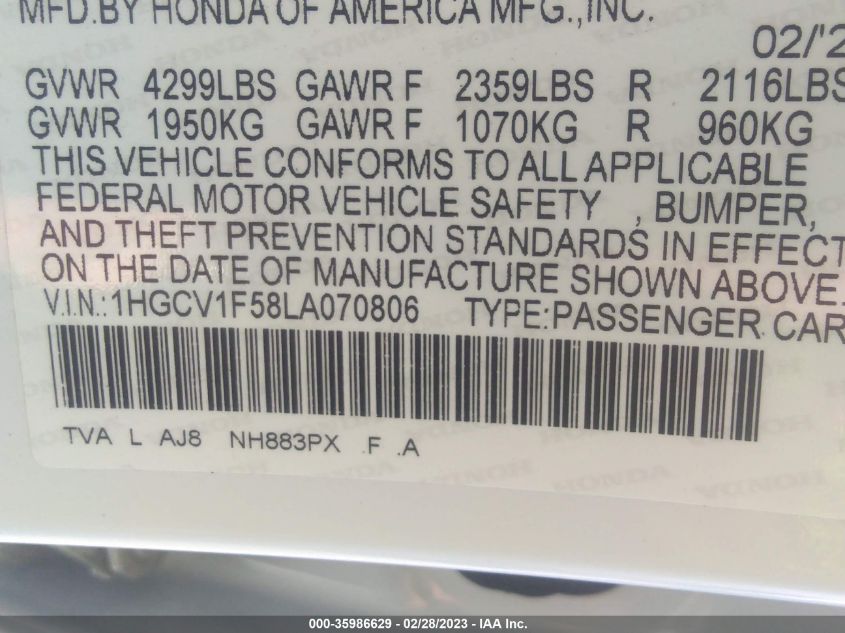 MFD.BY HONDA OF AMERICA MFG.,INC.
02/'2
GVWR 4299LBS GAWR F 2359LBS R 2116LBS
GVWR 1950KG GAWR F 1070KG R 960KG
THIS VEHICLE CONFORMS TO ALL APPLICABLE
FEDERAL MOTOR VEHICLE SAFETY , BUMPER,
AND THEFT PREVENTION STANDARDS IN EFFECT
ON THE DATE OF MANUFACTURE SHOWN ABOVE.
V.I.N.:1HGCV1F58LA070806 TYPE:PASSENGER CAR
TVA L AJ8 NH883PX F A
000-35986629 - 02/28/2023 - IAA Inc.